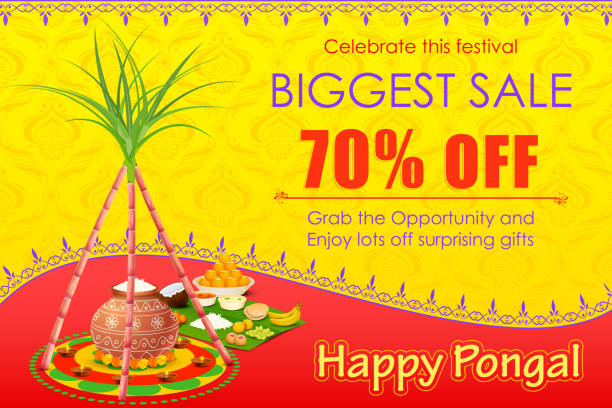 Celebrate this festival
BIGGEST SALE
70% OFF
Grab the Opportunity and
Enjoy lots off surprising gifts
Happy Pongal